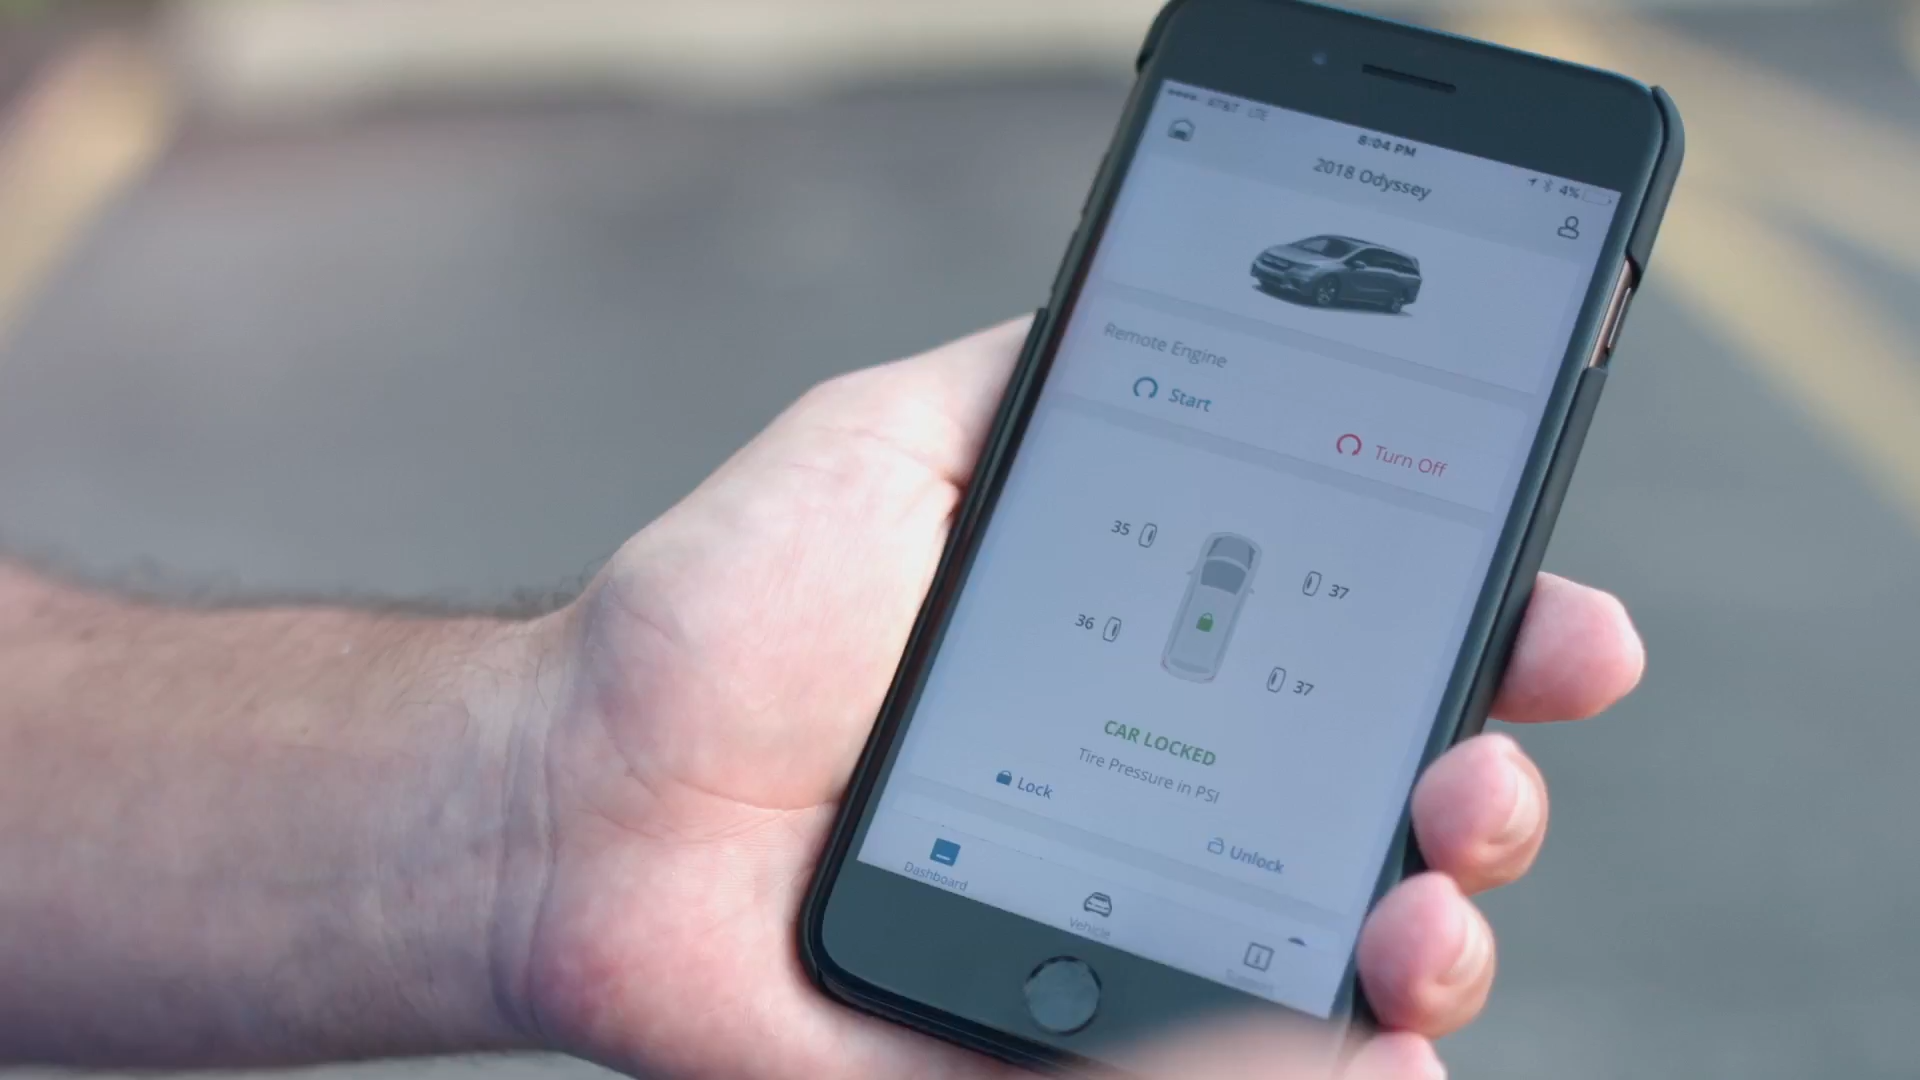 AT&T LTE
8:04 PM
4%
2018 Odyssey
Remote Engine
Start
Turn Off
35
37
36
37
CAR LOCKED
Tire Pressure in PSI
Lock
Unlock
Dashboard
Vehicle